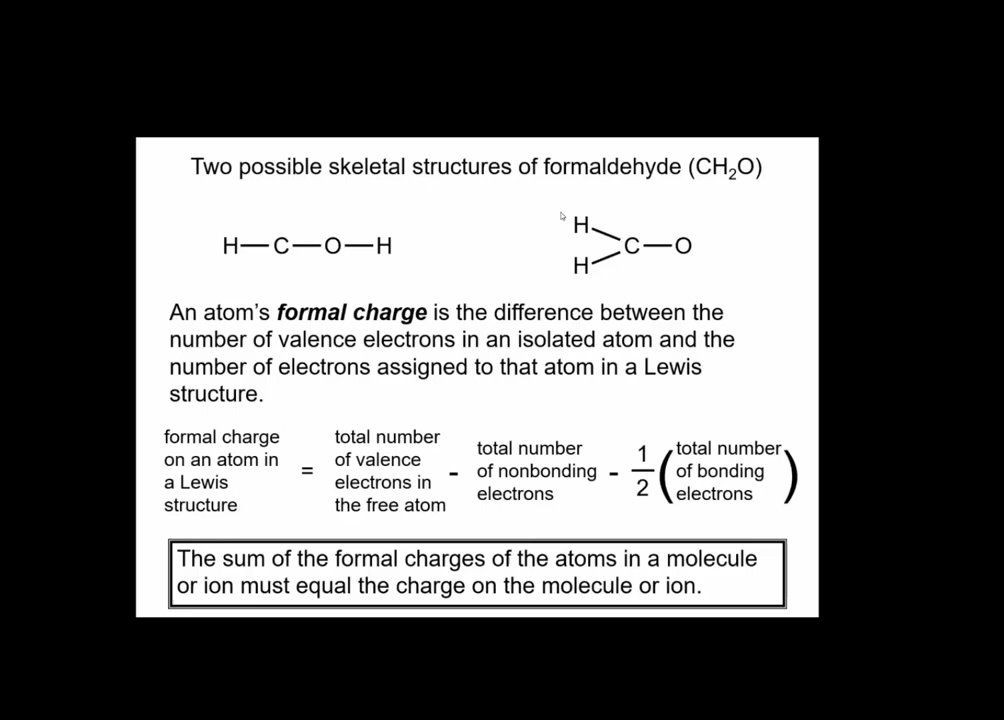 Two possible skeletal structures of formaldehyde (CH₂O)
H—C—O—H
H
C—O
H
An atom’s formal charge is the difference between the
number of valence electrons in an isolated atom and the
number of electrons assigned to that atom in a Lewis
structure.
formal charge
on an atom in
a Lewis
structure
=
total number
of valence
electrons in
the free atom
-
total number
of nonbonding
electrons
-
1
2
(
total number
of bonding
electrons
)
The sum of the formal charges of the atoms in a molecule
or ion must equal the charge on the molecule or ion.